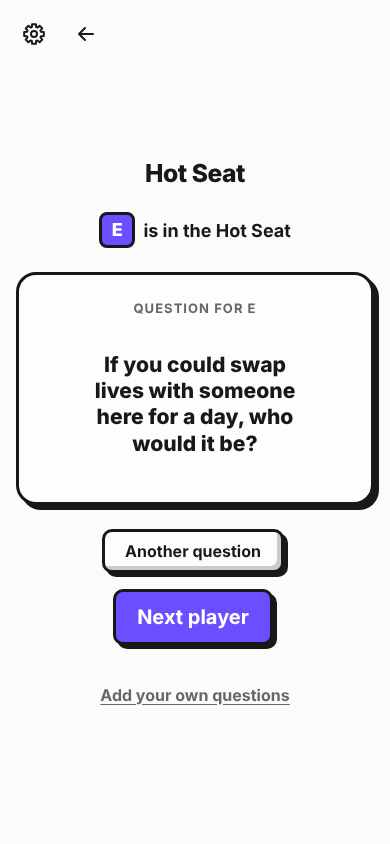 Hot Seat
E is in the Hot Seat
QUESTION FOR E
If you could swap
lives with someone
here for a day, who
would it be?
Another question
Next player
Add your own questions